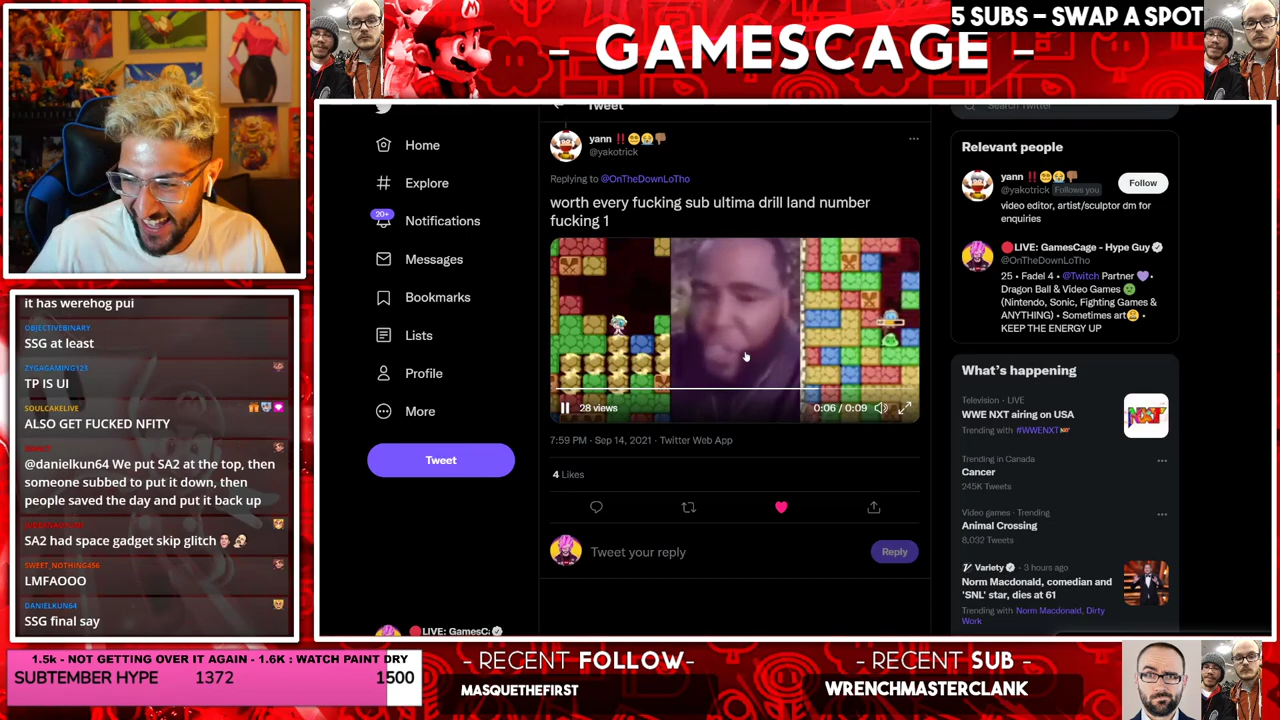 5 SUBS – SWAP A SPOT
- GAMESCAGE -
it has werehog pui
OBJECTIVEBINARY
SSG at least
ZYGAGAMING123
TP IS UI
SOULCAKELIVE
ALSO GET FUCKED NFITY
@danielkun64 We put SA2 at the top, then
someone subbed to put it down, then
people saved the day and put it back up
SA2 had space gadget skip glitch
SWEET_NOTHING456
LMFAOOO
DANIELKUN64
SSG final say
Home
Explore
20+
Notifications
Messages
Bookmarks
Lists
Profile
More
Tweet
LIVE: GamesCa
Tweet
yann
@yakotrick
Replying to @OnTheDownLoTho
worth every fucking sub ultima drill land number
fucking 1
28 views
0:06 / 0:09
7:59 PM · Sep 14, 2021 · Twitter Web App
4 Likes
Tweet your reply
Reply
Search Twitter
Relevant people
yann
@yakotrick Follows you
Follow
video editor, artist/sculptor dm for
enquiries
LIVE: GamesCage - Hype Guy
@OnTheDownLoTho
25 • Fadel 4 • @Twitch Partner
Dragon Ball & Video Games
(Nintendo, Sonic, Fighting Games &
ANYTHING) • Sometimes art
KEEP THE ENERGY UP
What's happening
Television · LIVE
WWE NXT airing on USA
Trending with #WWENXT
NXT
Trending in Canada
Cancer
245K Tweets
Video games · Trending
Animal Crossing
8,032 Tweets
Variety · 3 hours ago
Norm Macdonald, comedian and
'SNL' star, dies at 61
Trending with Norm Macdonald, Dirty
Work
1.5k - NOT GETTING OVER IT AGAIN - 1.6K : WATCH PAINT DRY
SUBTEMBER HYPE 1372 1500
- RECENT FOLLOW-
MASQUETHEFIRST
- RECENT SUB -
WRENCHMASTERCLANK